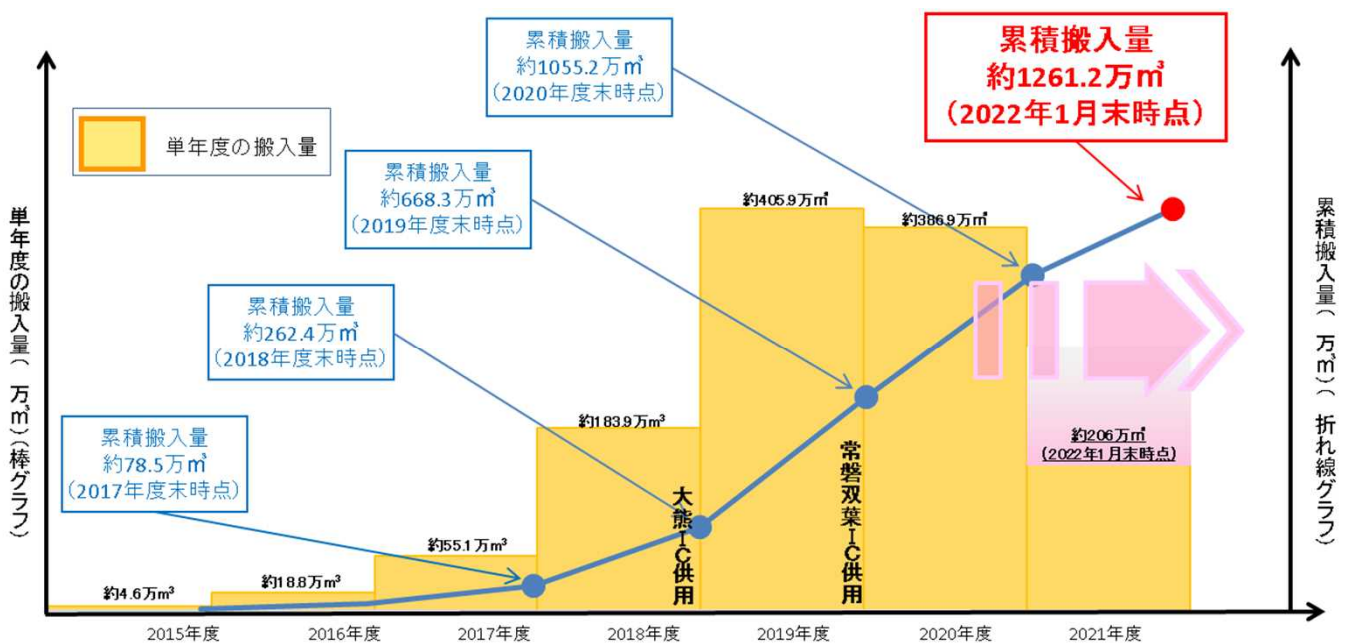 累積搬入量
約1055.2万㎥
（2020年度末時点）
累積搬入量
約1261.2万㎥
（2022年1月末時点）
単年度の搬入量
累積搬入量
約668.3万㎥
（2019年度末時点）
約405.9万㎥
約386.9万㎥
累積搬入量
約262.4万㎥
（2018年度末時点）
約183.9万m³
累積搬入量
約78.5万㎥
（2017年度末時点）
約206万㎥
（2022年1月末時点）
約55.1万m³
約18.8万m³
約4.6万m³
大熊IC供用
常磐双葉IC供用
単年度の搬入量（ 万㎥）（棒グラフ）
累積搬入量（ 万㎥）（ 折れ線グラフ）
2015年度
2016年度
2017年度
2018年度
2019年度
2020年度
2021年度